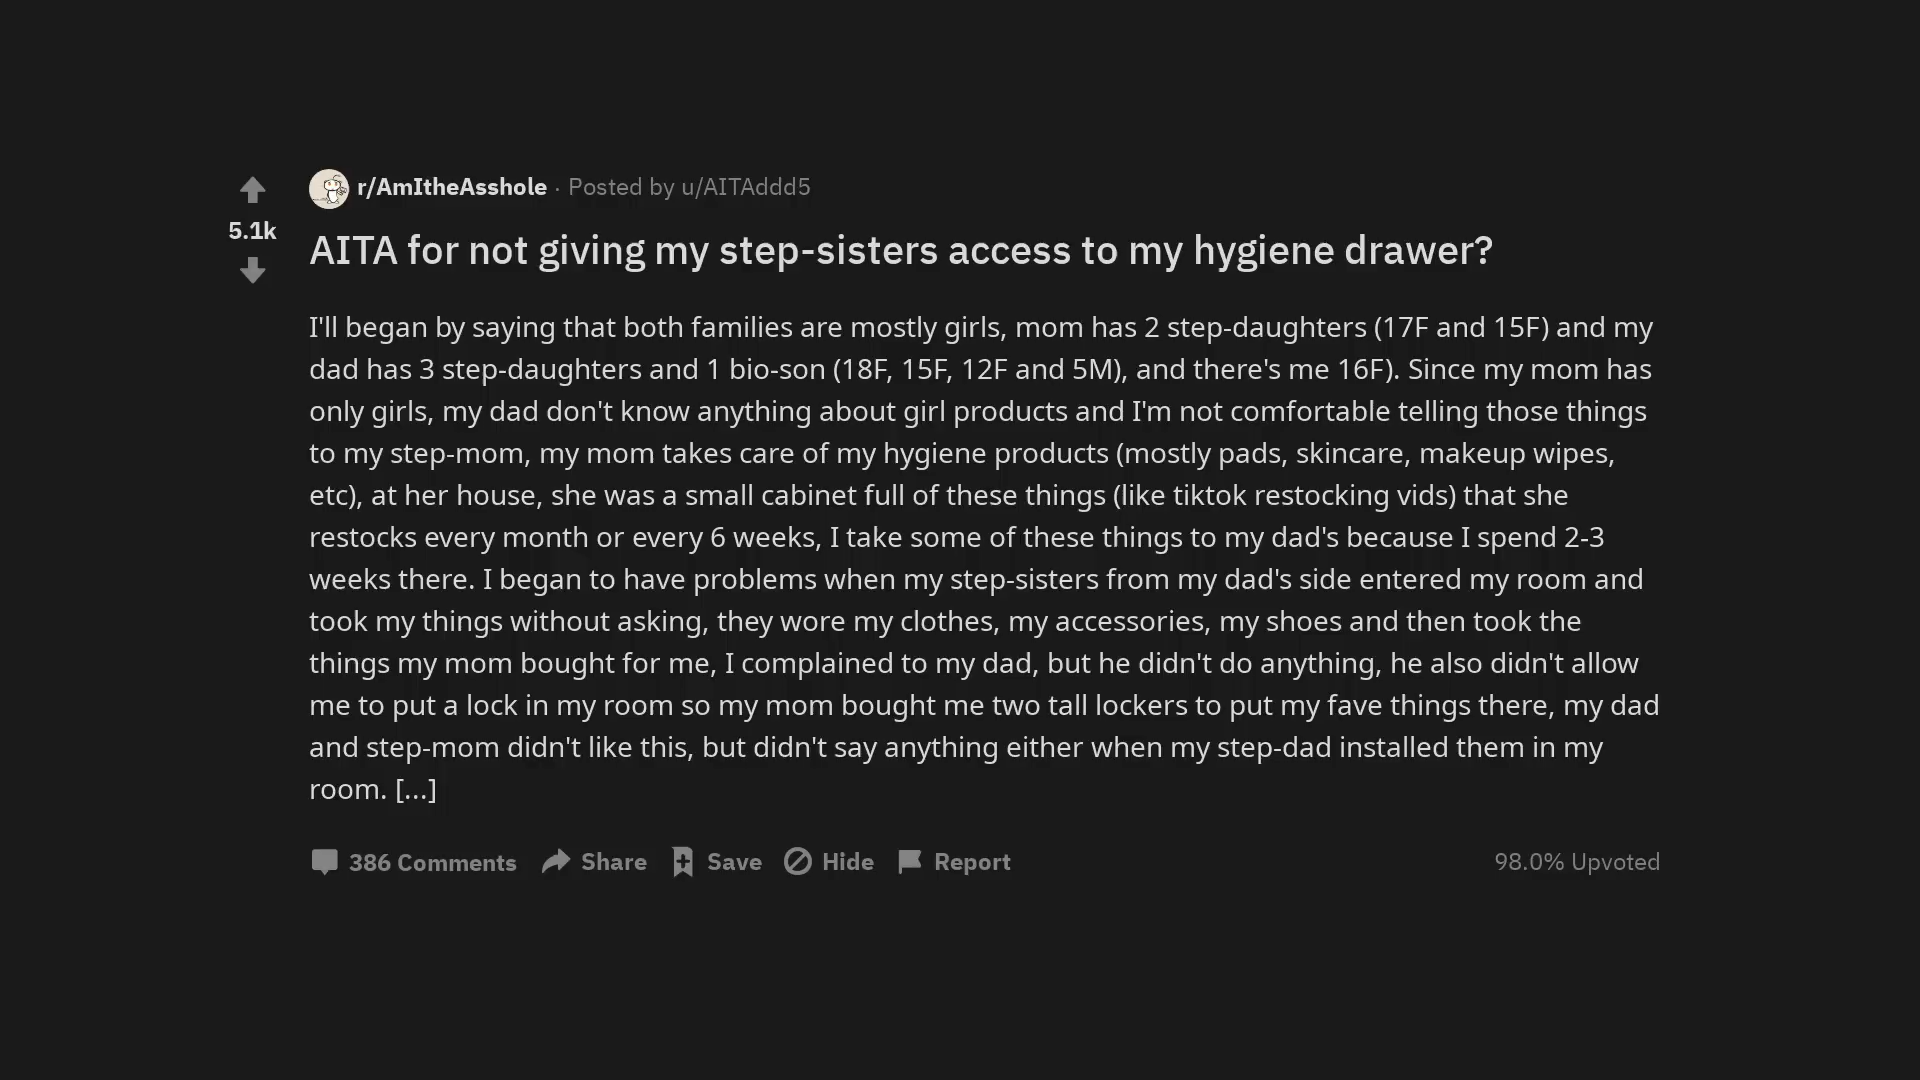 r/AmItheAsshole · Posted by u/AITAddd5
5.1k
AITA for not giving my step-sisters access to my hygiene drawer?
I'll began by saying that both families are mostly girls, mom has 2 step-daughters (17F and 15F) and my
dad has 3 step-daughters and 1 bio-son (18F, 15F, 12F and 5M), and there's me 16F). Since my mom has
only girls, my dad don't know anything about girl products and I'm not comfortable telling those things
to my step-mom, my mom takes care of my hygiene products (mostly pads, skincare, makeup wipes,
etc), at her house, she was a small cabinet full of these things (like tiktok restocking vids) that she
restocks every month or every 6 weeks, I take some of these things to my dad's because I spend 2-3
weeks there. I began to have problems when my step-sisters from my dad's side entered my room and
took my things without asking, they wore my clothes, my accessories, my shoes and then took the
things my mom bought for me, I complained to my dad, but he didn't do anything, he also didn't allow
me to put a lock in my room so my mom bought me two tall lockers to put my fave things there, my dad
and step-mom didn't like this, but didn't say anything either when my step-dad installed them in my
room. [...]
386 Comments Share Save Hide Report 98.0% Upvoted